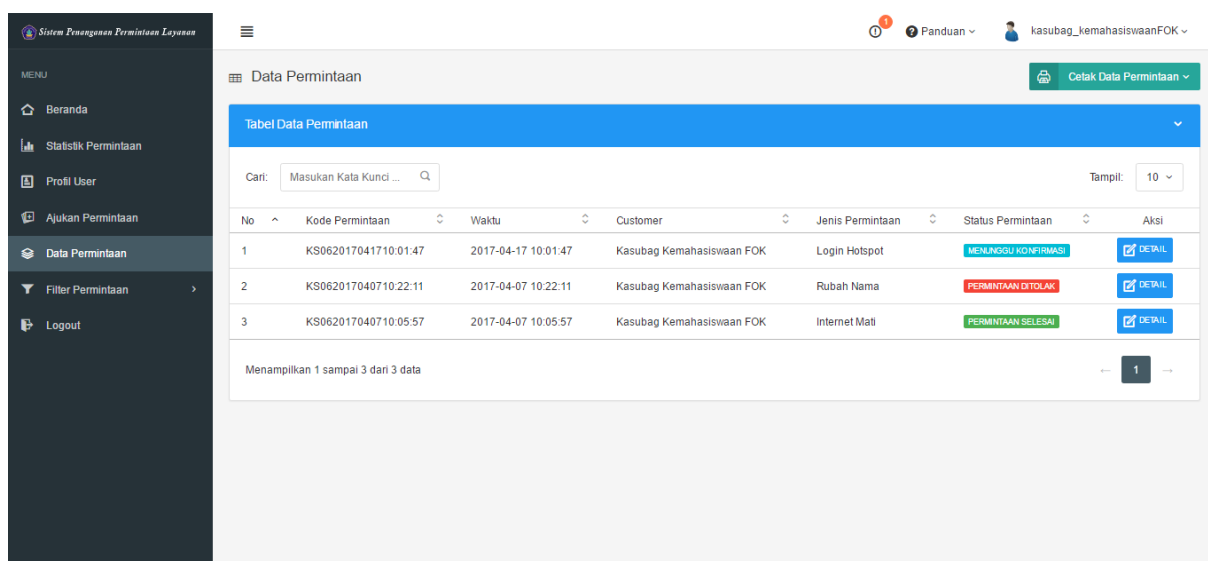 Sistem Penanganan Permintaan Layanan
1
Panduan
kasubag_kemahasiswaanFOK
MENU
Beranda
Statistik Permintaan
Profil User
Ajukan Permintaan
Data Permintaan
Filter Permintaan
Logout
Data Permintaan
Cetak Data Permintaan
Tabel Data Permintaan
Cari: Masukan Kata Kunci ... Tampil: 10
No Kode Permintaan Waktu Customer Jenis Permintaan Status Permintaan Aksi
1 KS062017041710:01:47 2017-04-17 10:01:47 Kasubag Kemahasiswaan FOK Login Hotspot MENUNGGU KONFIRMASI DETAIL
2 KS062017040710:22:11 2017-04-07 10:22:11 Kasubag Kemahasiswaan FOK Rubah Nama PERMINTAAN DITOLAK DETAIL
3 KS062017040710:05:57 2017-04-07 10:05:57 Kasubag Kemahasiswaan FOK Internet Mati PERMINTAAN SELESAI DETAIL
Menampilkan 1 sampai 3 dari 3 data ← 1 →